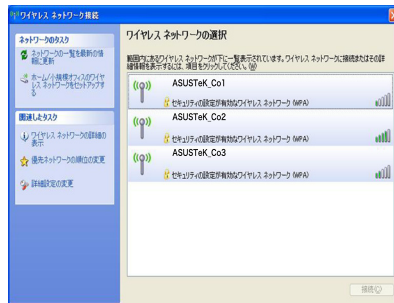 ワイヤレス ネットワーク接続
ネットワークのタスク
ネットワークの一覧を最新の情報に更新
ホーム/小規模オフィスのワイヤレス ネットワークをセットアップする
関連したタスク
ワイヤレス ネットワークの詳細の表示
優先ネットワークの順位の変更
詳細設定の変更
ワイヤレス ネットワークの選択
範囲内にあるワイヤレス ネットワークが下に一覧表示されています。ワイヤレス ネットワークに接続またはその詳細情報を表示するには、項目をクリックしてください。(W)
ASUSTeK_Co1
セキュリティの設定が有効なワイヤレス ネットワーク (WPA)
ASUSTeK_Co2
セキュリティの設定が有効なワイヤレス ネットワーク (WPA)
ASUSTeK_Co3
セキュリティの設定が有効なワイヤレス ネットワーク (WPA)
接続(C)